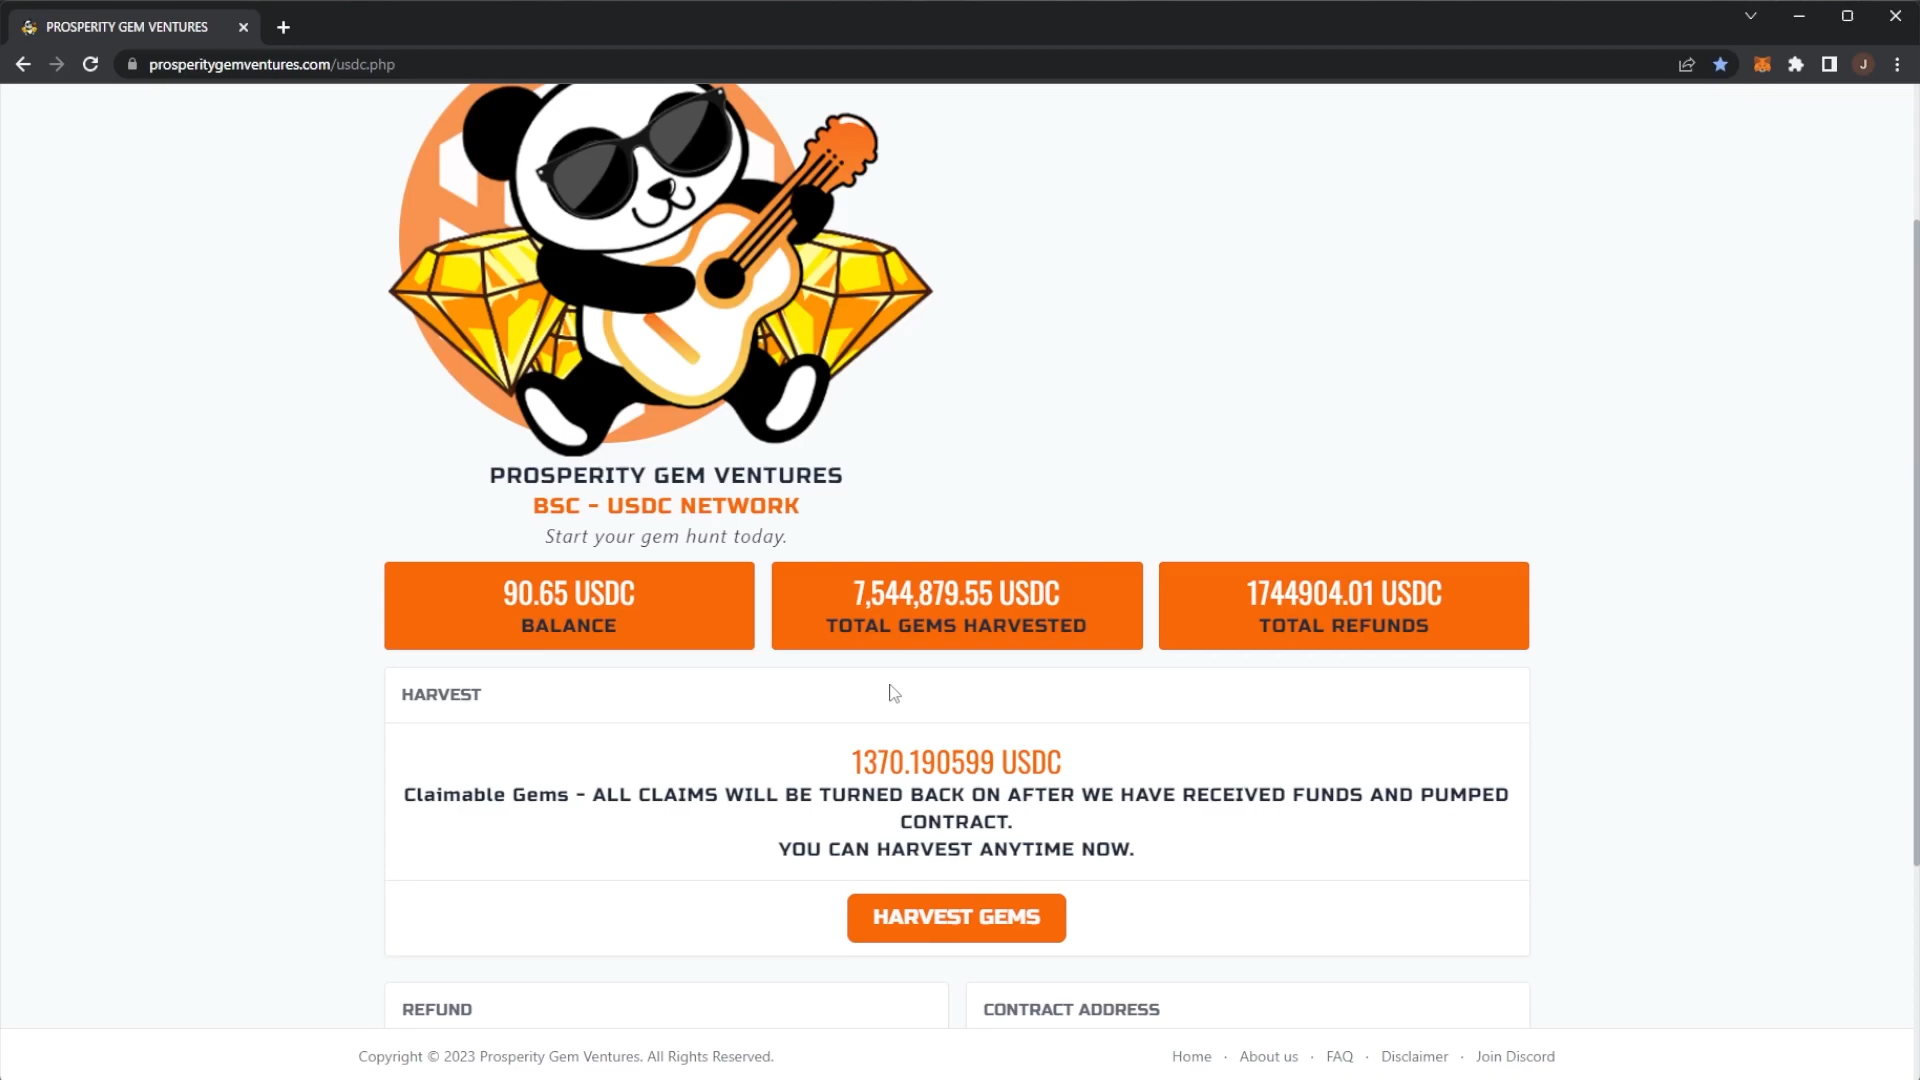 PROSPERITY GEM VENTURES
prosperitygemventures.com/usdc.php
J
PROSPERITY GEM VENTURES
BSC - USDC NETWORK
Start your gem hunt today.
90.65 USDC
BALANCE
7,544,879.55 USDC
TOTAL GEMS HARVESTED
1744904.01 USDC
TOTAL REFUNDS
HARVEST
1370.190599 USDC
Claimable Gems - ALL CLAIMS WILL BE TURNED BACK ON AFTER WE HAVE RECEIVED FUNDS AND PUMPED
CONTRACT.
YOU CAN HARVEST ANYTIME NOW.
HARVEST GEMS
REFUND
CONTRACT ADDRESS
Copyright © 2023 Prosperity Gem Ventures. All Rights Reserved.
Home · About us · FAQ · Disclaimer · Join Discord